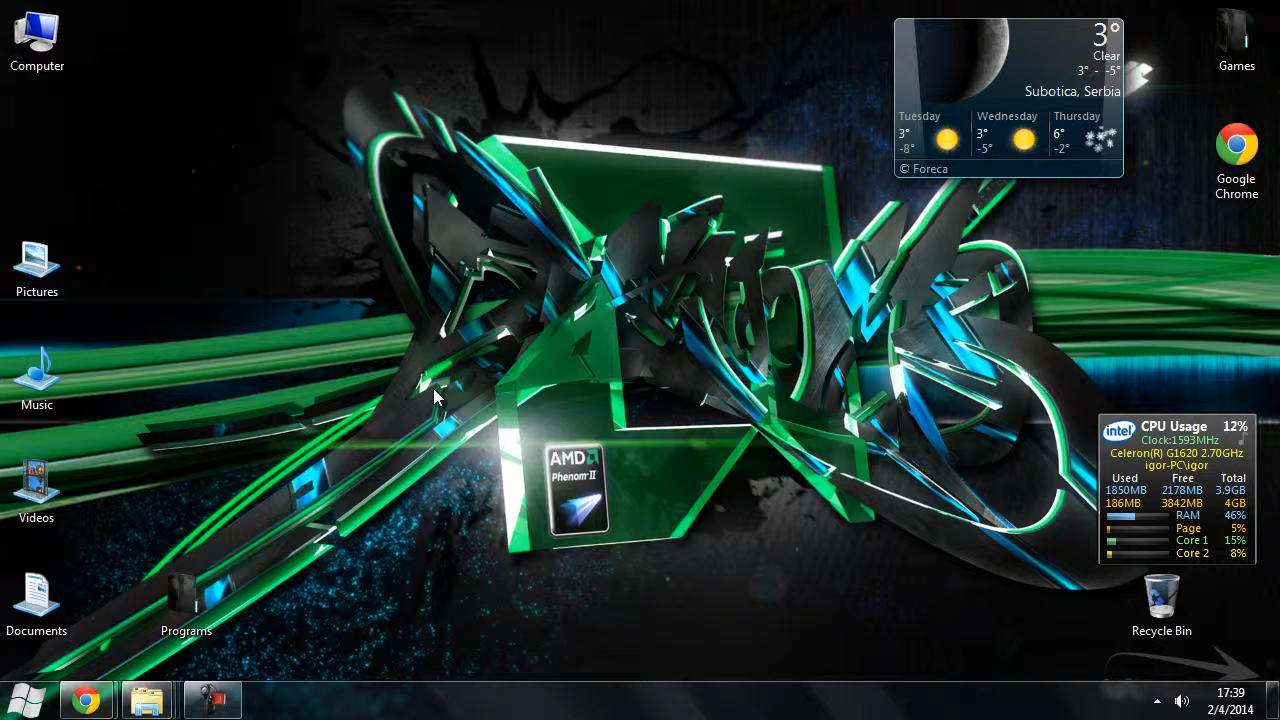 Computer
Pictures
Music
Videos
Documents
Programs
3°
Clear
3° - -5°
Subotica, Serbia
Tuesday
3°
-8°
Wednesday
3°
-5°
Thursday
6°
-2°
© Foreca
Games
Google
Chrome
AMD
Phenom™ II
intel
CPU Usage 12%
Clock:1593MHz
Celeron(R) G1620 2.70GHz
igor-PC\igor
Used Free Total
1850MB 2178MB 3.9GB
186MB 3842MB 4GB
RAM 46%
Page 5%
Core 1 15%
Core 2 8%
Recycle Bin
17:39
2/4/2014